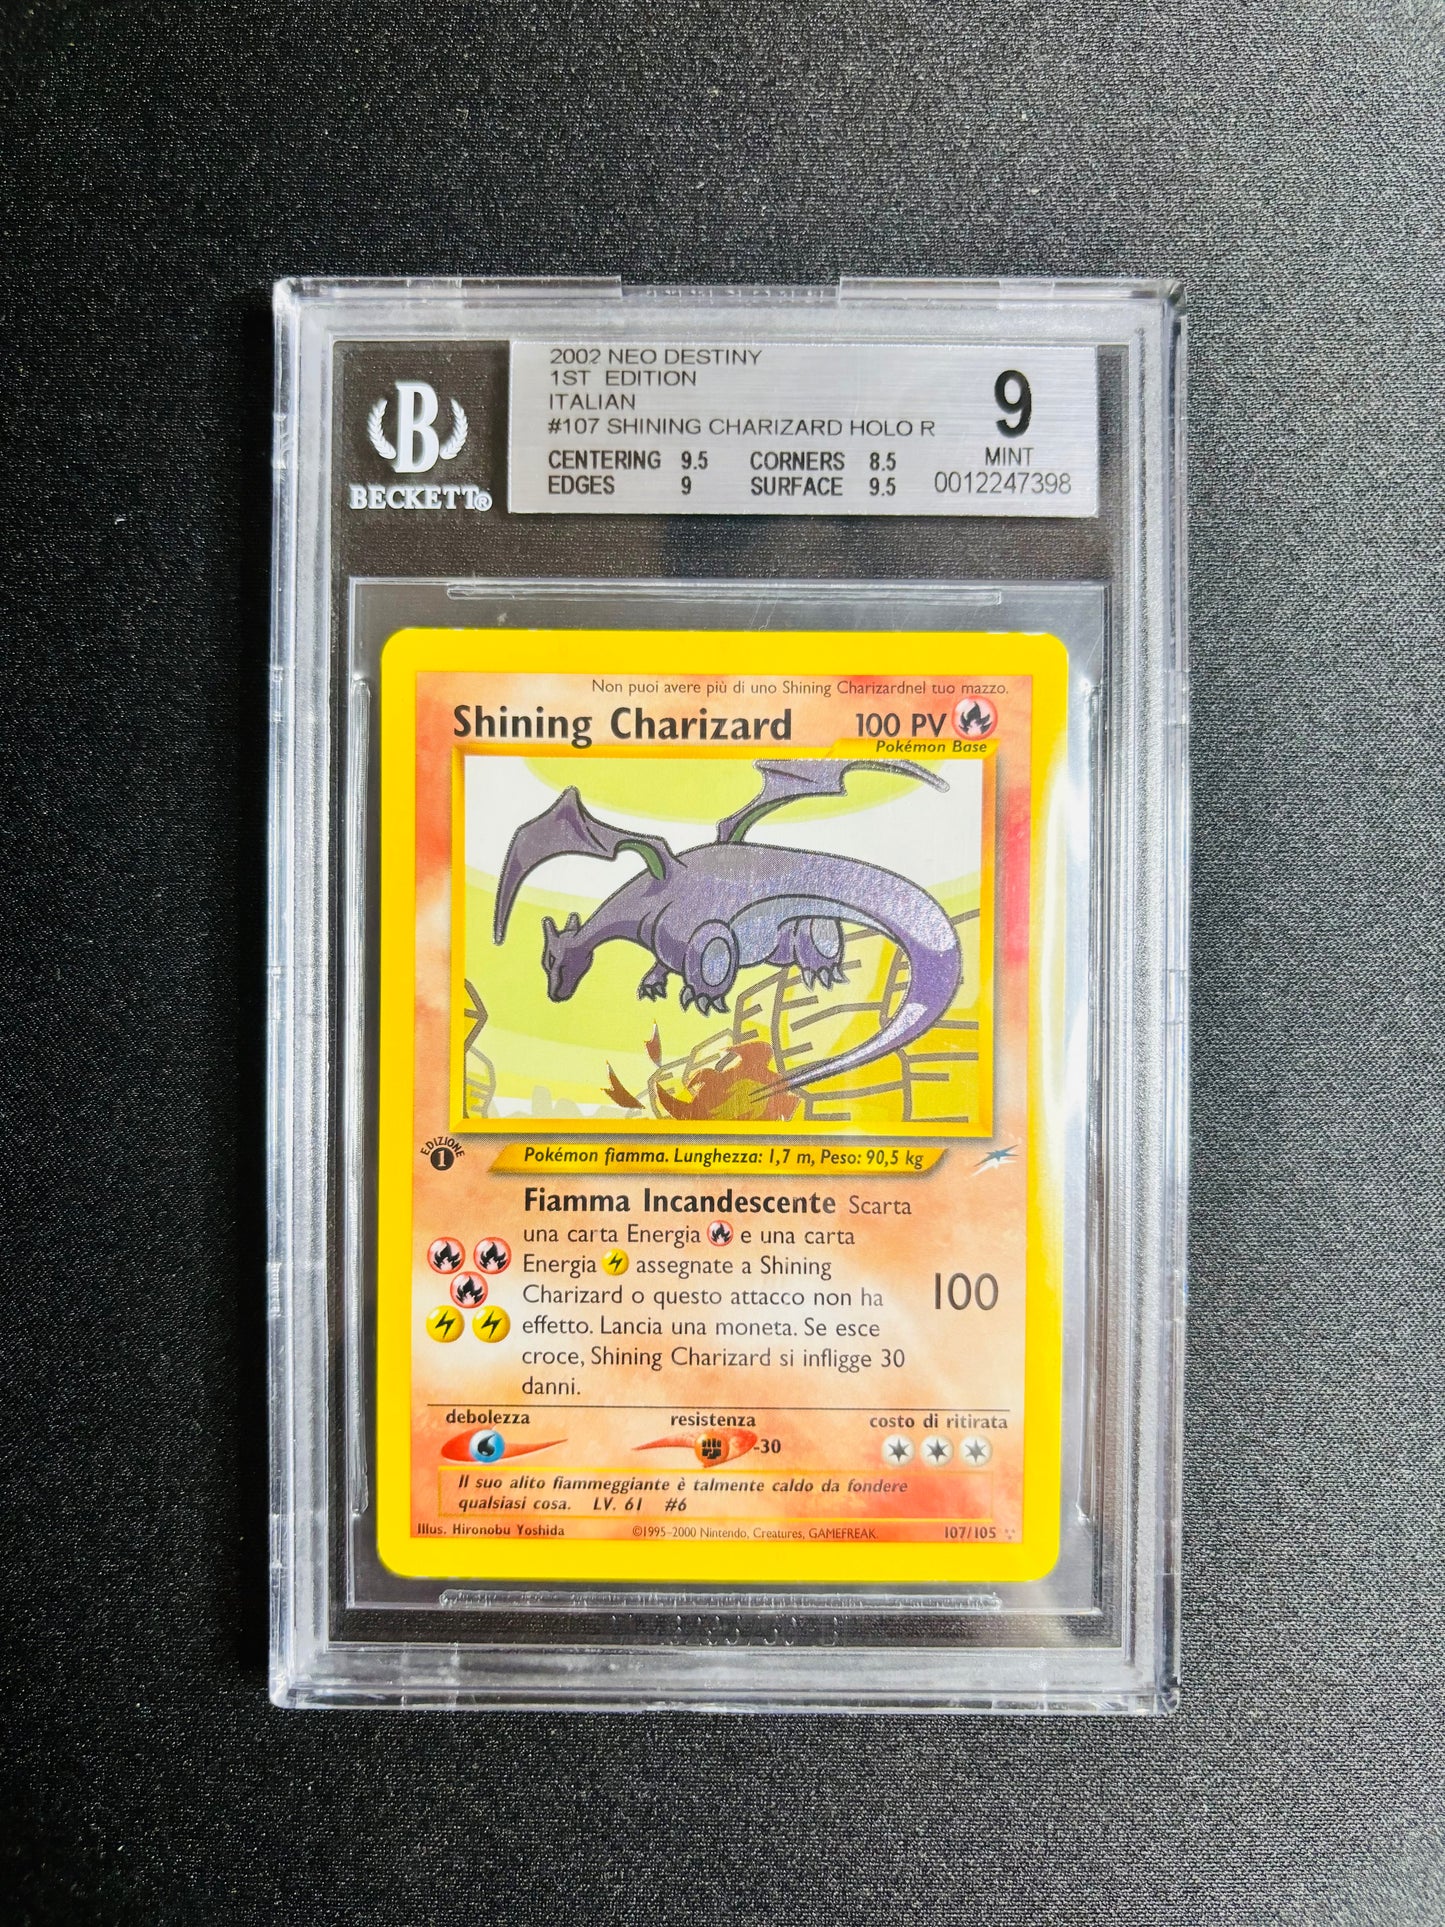 2002 NEO DESTINY
1ST EDITION
ITALIAN
#107 SHINING CHARIZARD HOLO R
9
MINT
CENTERING 9.5 CORNERS 8.5
EDGES 9 SURFACE 9.5
0012247398
B
BECKETT®
Non puoi avere più di uno Shining Charizardnel tuo mazzo.
Shining Charizard 100 PV
Pokémon Base
EDIZIONE
1
Pokémon fiamma. Lunghezza: 1,7 m, Peso: 90,5 kg
Fiamma Incandescente Scarta
una carta Energia e una carta
Energia assegnate a Shining
Charizard o questo attacco non ha
effetto. Lancia una moneta. Se esce
croce, Shining Charizard si infligge 30
danni.
100
debolezza resistenza costo di ritirata
-30
Il suo alito fiammeggiante è talmente caldo da fondere
qualsiasi cosa. LV. 61 #6
Illus. Hironobu Yoshida ©1995-2000 Nintendo, Creatures, GAMEFREAK. 107/105